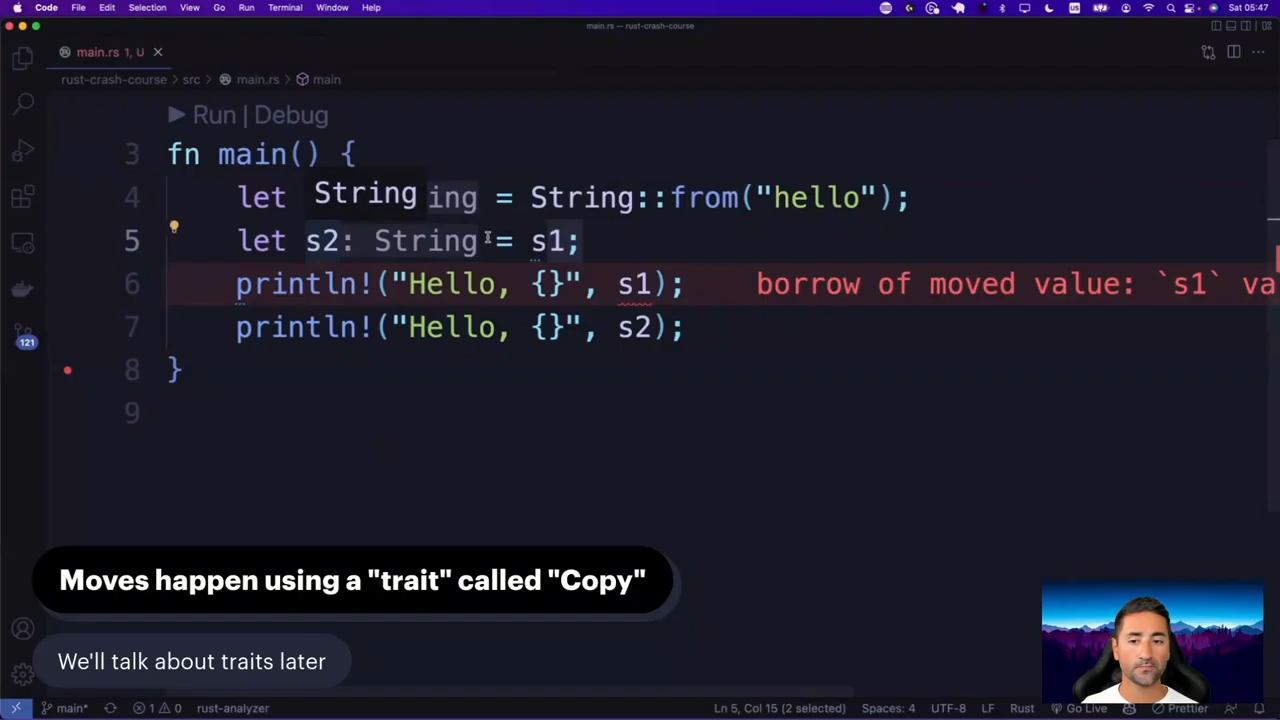 Code File Edit Selection View Go Run Terminal Window Help Sat 05:47
main.rs — rust-crash-course
main.rs 1, U
rust-crash-course > src > main.rs > main
Run | Debug
3 fn main() {
4 let String ing = String::from("hello");
5 let s2: String = s1;
6 println!("Hello, {}", s1); borrow of moved value: `s1` va
7 println!("Hello, {}", s2);
8 }
9
121
Moves happen using a "trait" called "Copy"
We'll talk about traits later
main* 1 0 rust-analyzer Ln 5, Col 15 (2 selected) Spaces: 4 UTF-8 LF Rust Go Live Prettier